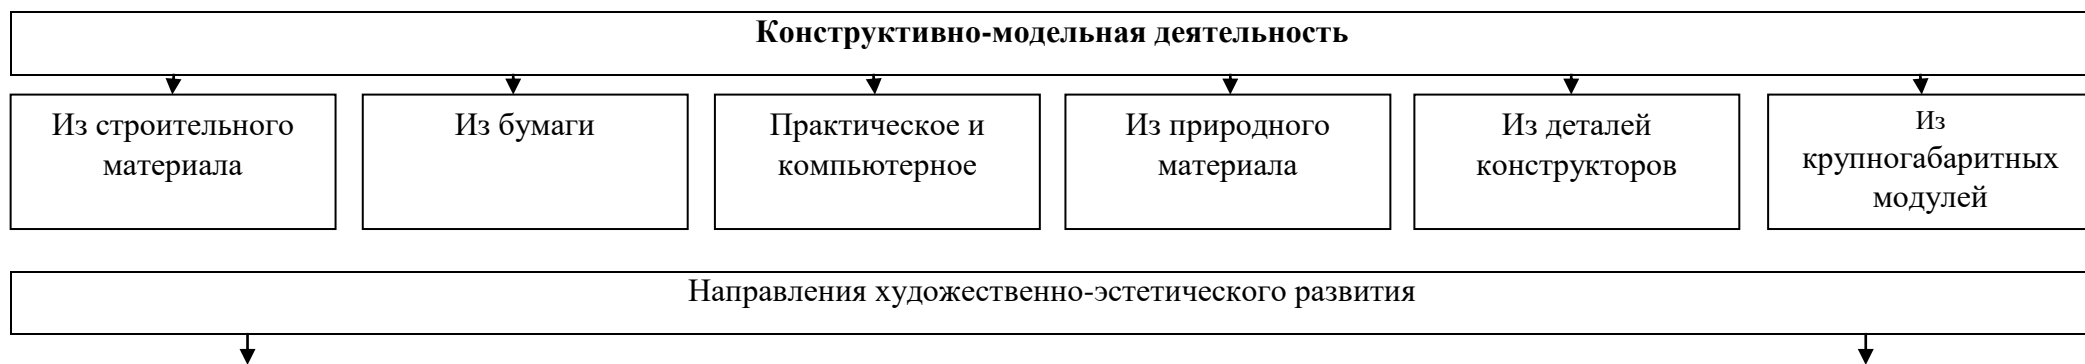 Конструктивно-модельная деятельность
Из строительного
материала
Из бумаги
Практическое и
компьютерное
Из природного
материала
Из деталей
конструкторов
Из
крупногабаритных
модулей
Направления художественно-эстетического развития